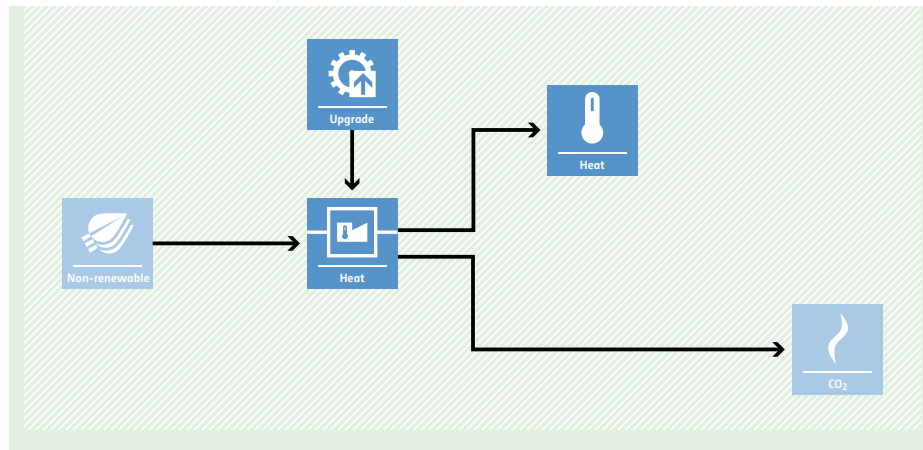 Upgrade
Heat
Non-renewable
Heat
CO₂